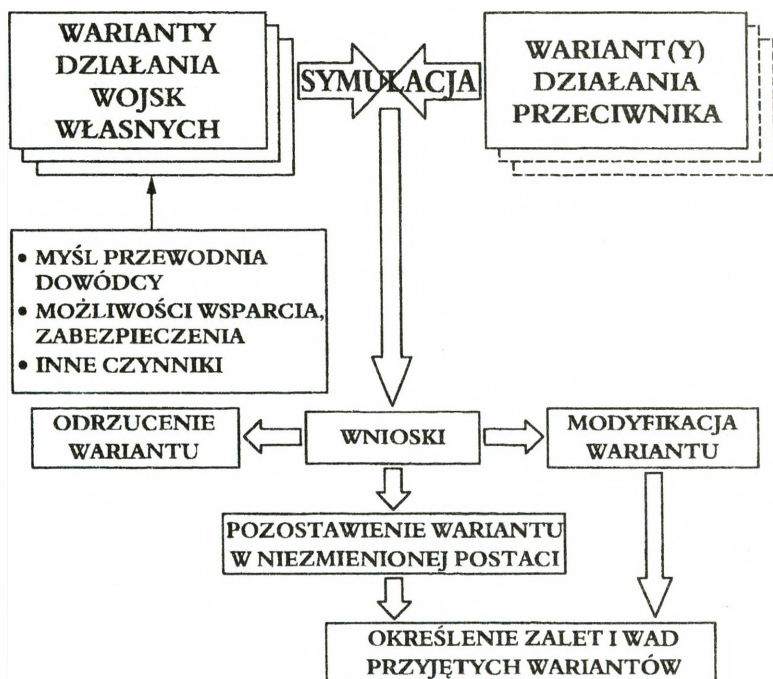 WARIANTY
DZIAŁANIA
WOJSK
WŁASNYCH
SYMULACJA
WARIANT(Y)
DZIAŁANIA
PRZECIWNIKA
• MYŚL PRZEWODNIA
DOWÓDCY
• MOŻLIWOŚCI WSPARCIA,
ZABEZPIECZENIA
• INNE CZYNNIKI
ODRZUCENIE
WARIANTU
WNIOSKI
MODYFIKACJA
WARIANTU
POZOSTAWIENIE WARIANTU
W NIEZMIENIONEJ POSTACI
OKREŚLENIE ZALET I WAD
PRZYJĘTYCH WARIANTÓW